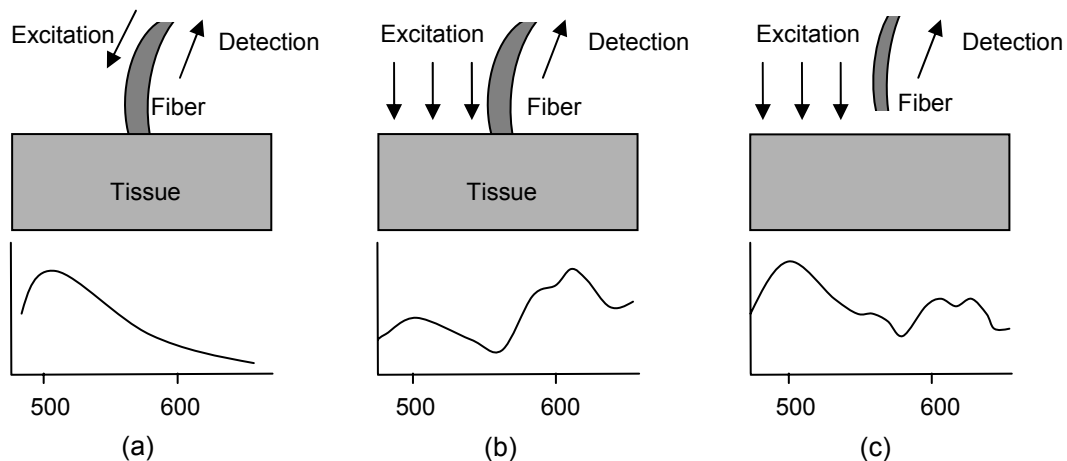 Excitation
Detection
Fiber
Tissue
500 600
(a)
Excitation
Detection
Fiber
Tissue
500 600
(b)
Excitation
Detection
Fiber
500 600
(c)